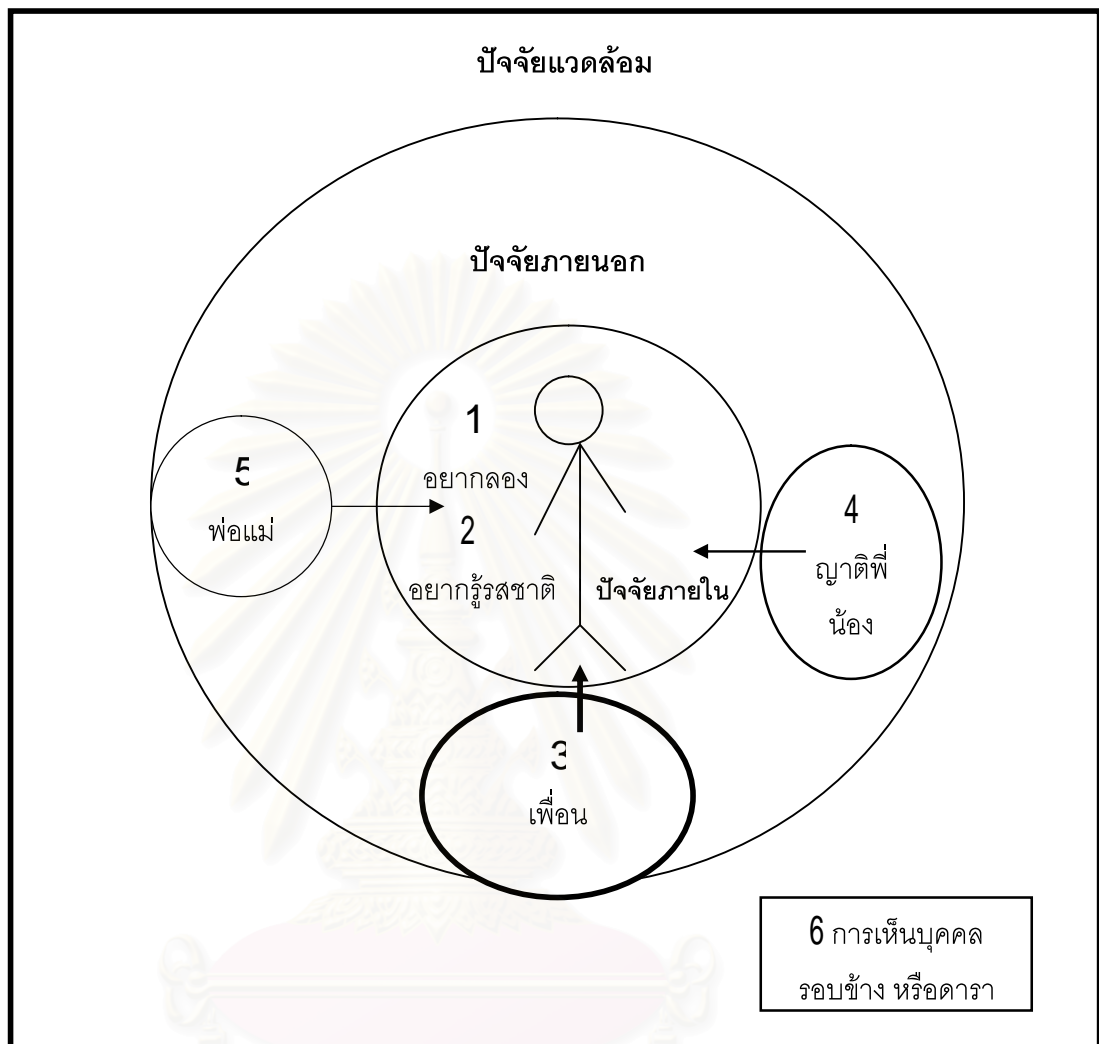 ปัจจัยแวดล้อม
ปัจจัยภายนอก
1
อยากลอง
2
อยากรู้รสชาติ
ปัจจัยภายใน
5
พ่อแม่
4
ญาติพี่
น้อง
3
เพื่อน
6 การเห็นบุคคล
รอบข้าง หรือดารา